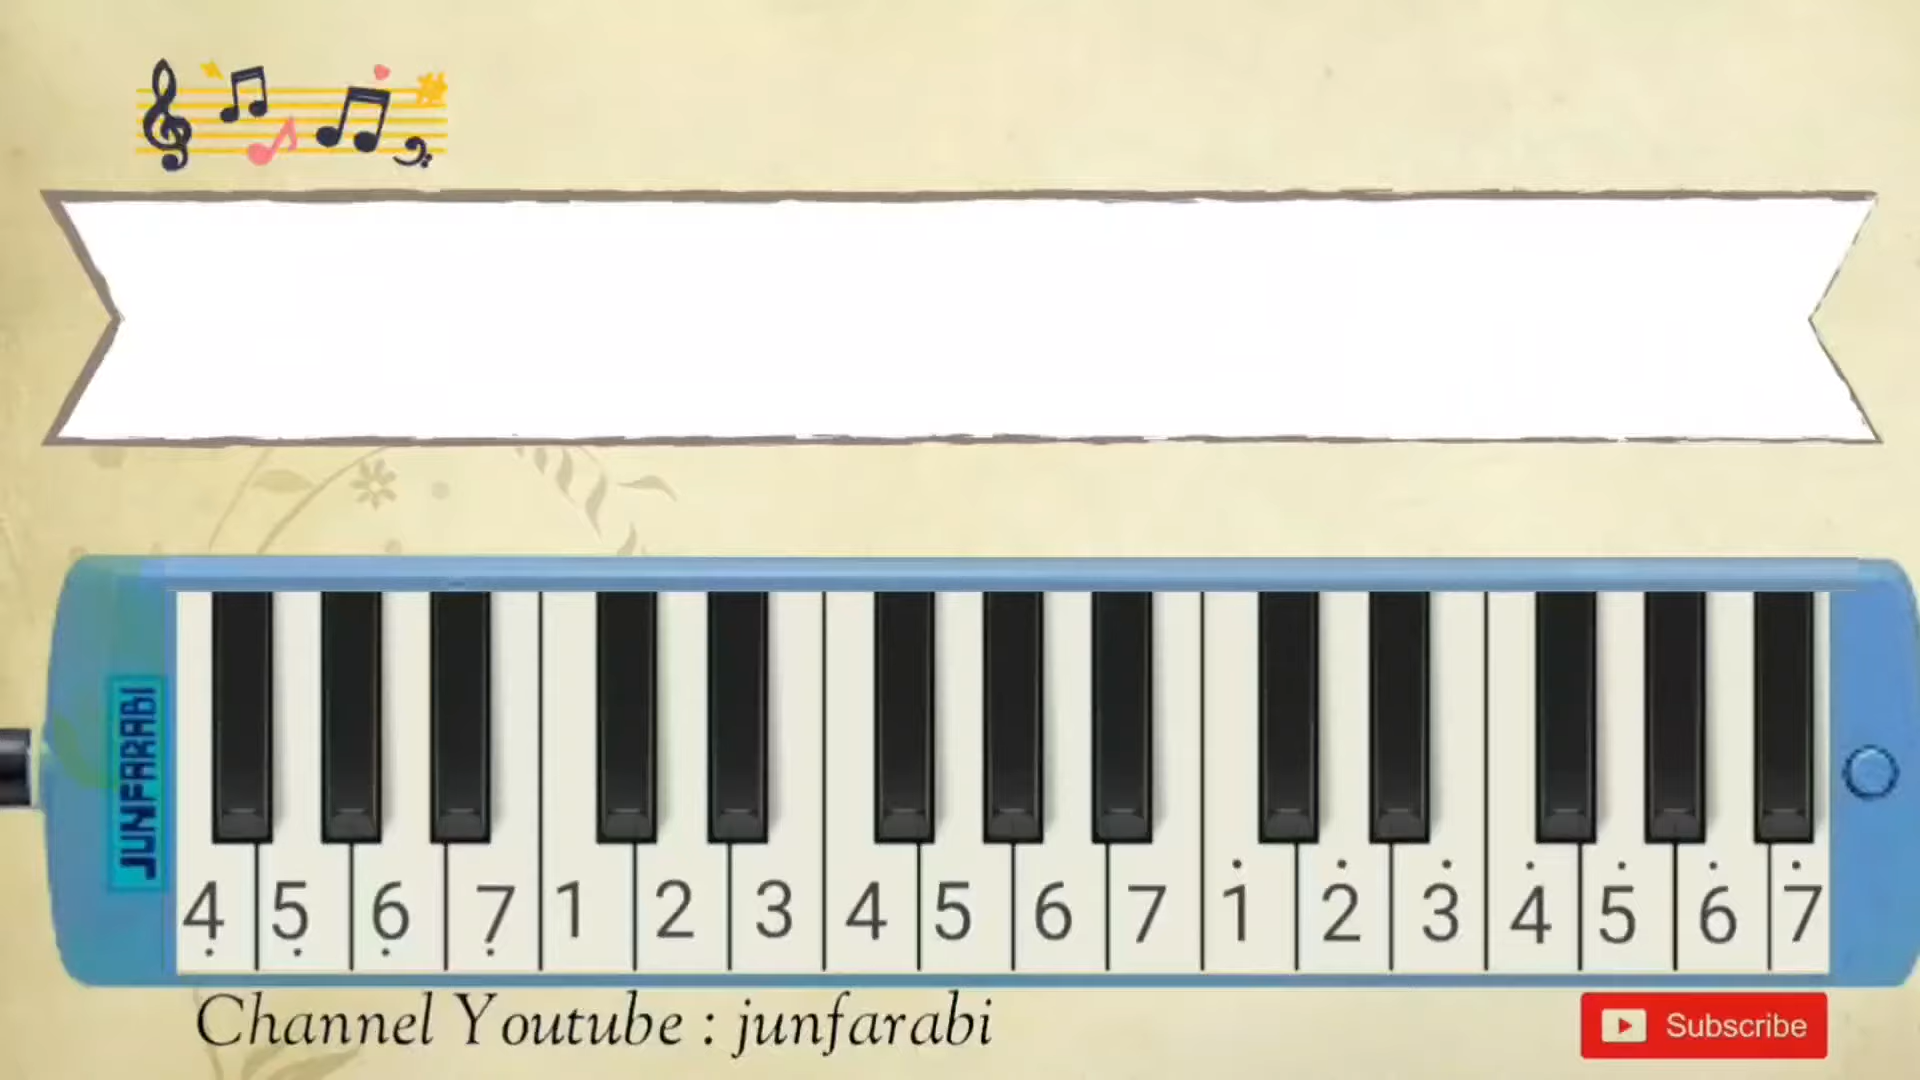 JUNFARABI
4̣ 5̣ 6̣ 7̣ 1 2 3 4 5 6 7 1̇ 2̇ 3̇ 4̇ 5̇ 6̇ 7̇
Channel Youtube : junfarabi
Subscribe